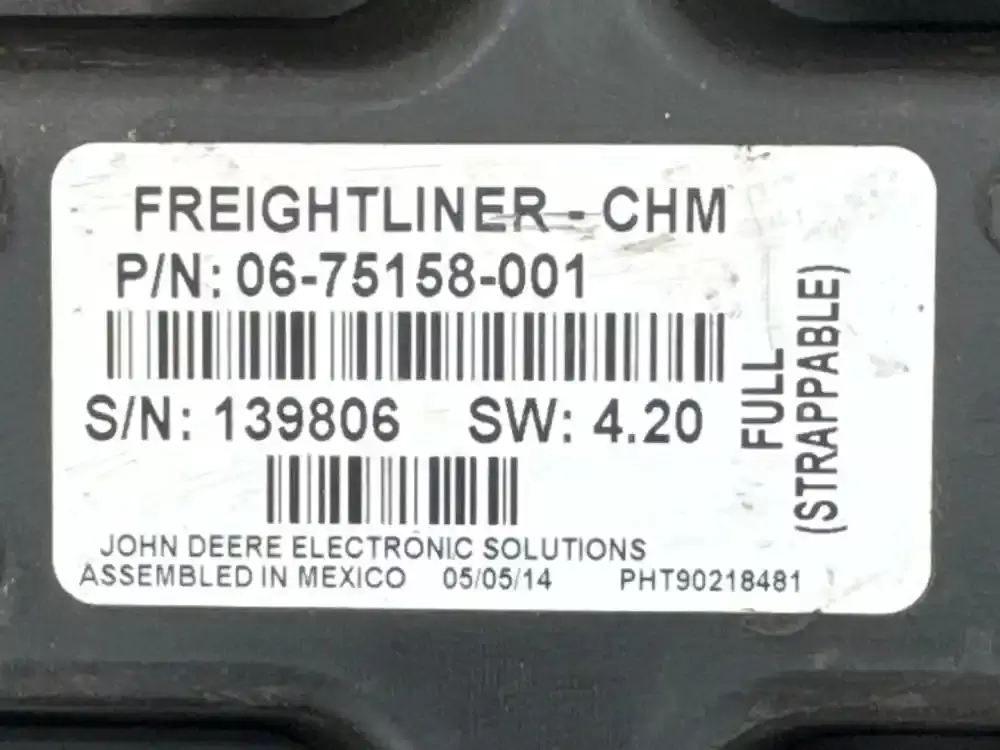 FREIGHTLINER - CHM
P/N: 06-75158-001
S/N: 139806 SW: 4.20
JOHN DEERE ELECTRONIC SOLUTIONS
ASSEMBLED IN MEXICO 05/05/14 PHT90218481
FULL
(STRAPPABLE)